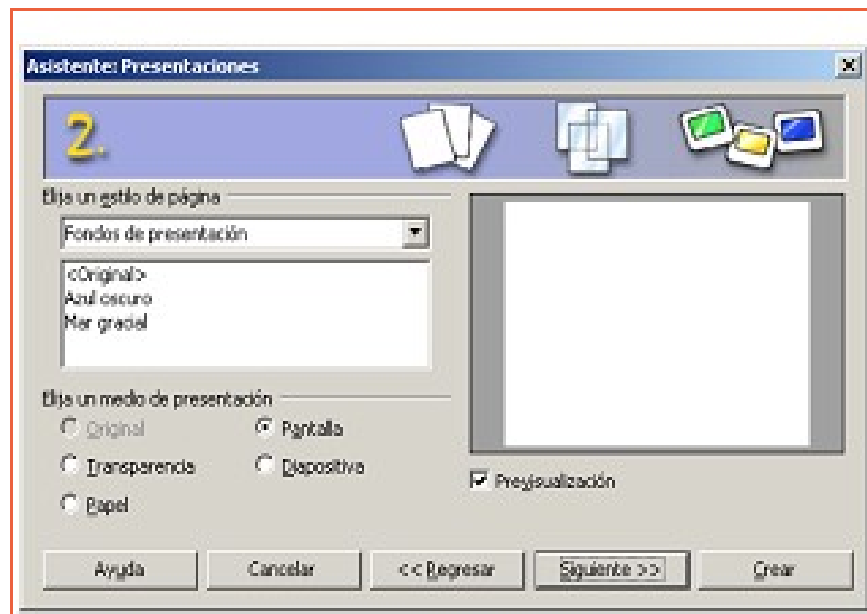 Asistente: Presentaciones
2.
Elija un estilo de página
Fondos de presentación
<Original>
Azul oscuro
Mar gracial
Elija un medio de presentación
Original
Pantalla
Transparencia
Diapositiva
Papel
Previsualización
Ayuda
Cancelar
<< Regresar
Siguiente >>
Crear